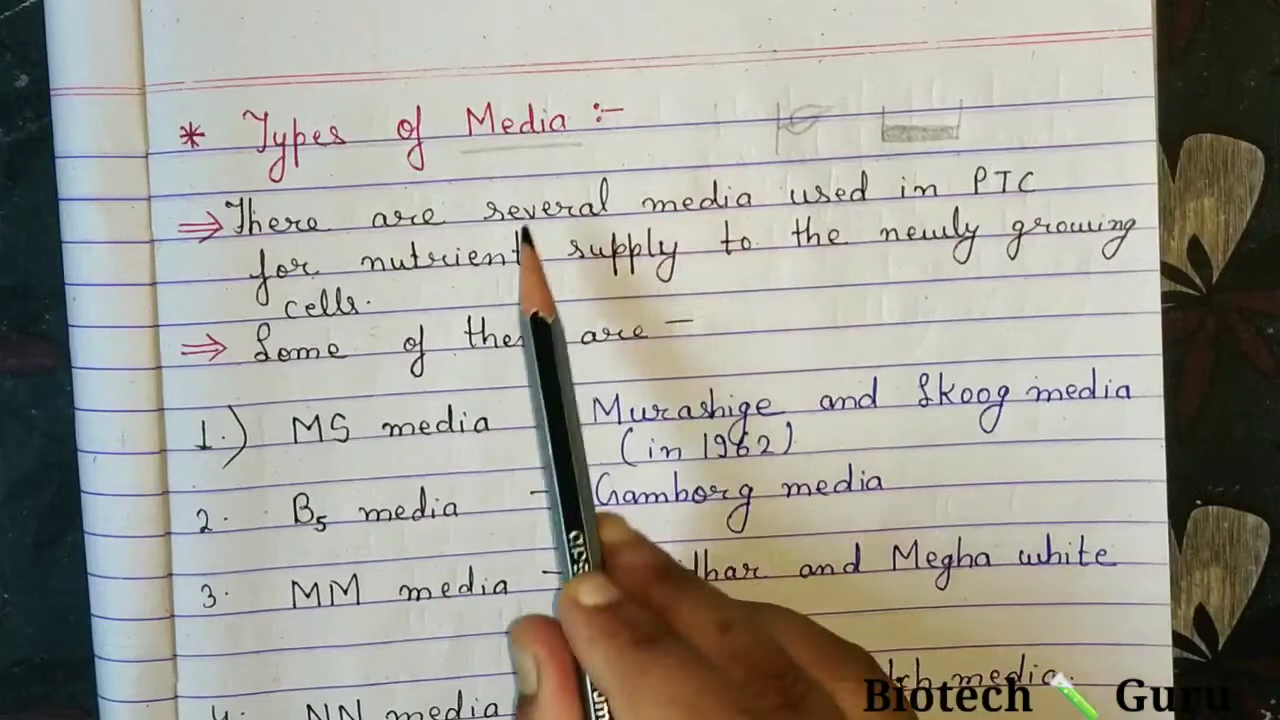 * Types of Media :-
⇒ There are several media used in PTC
for nutrient supply to the newly growing
cells.
⇒ Some of are -
1.) MS media Murashige and Skoog media
(in 1962)
2. B5 media - Gamborg media
3. MM media - and Megha white
4. NN media media.
Biotech Guru